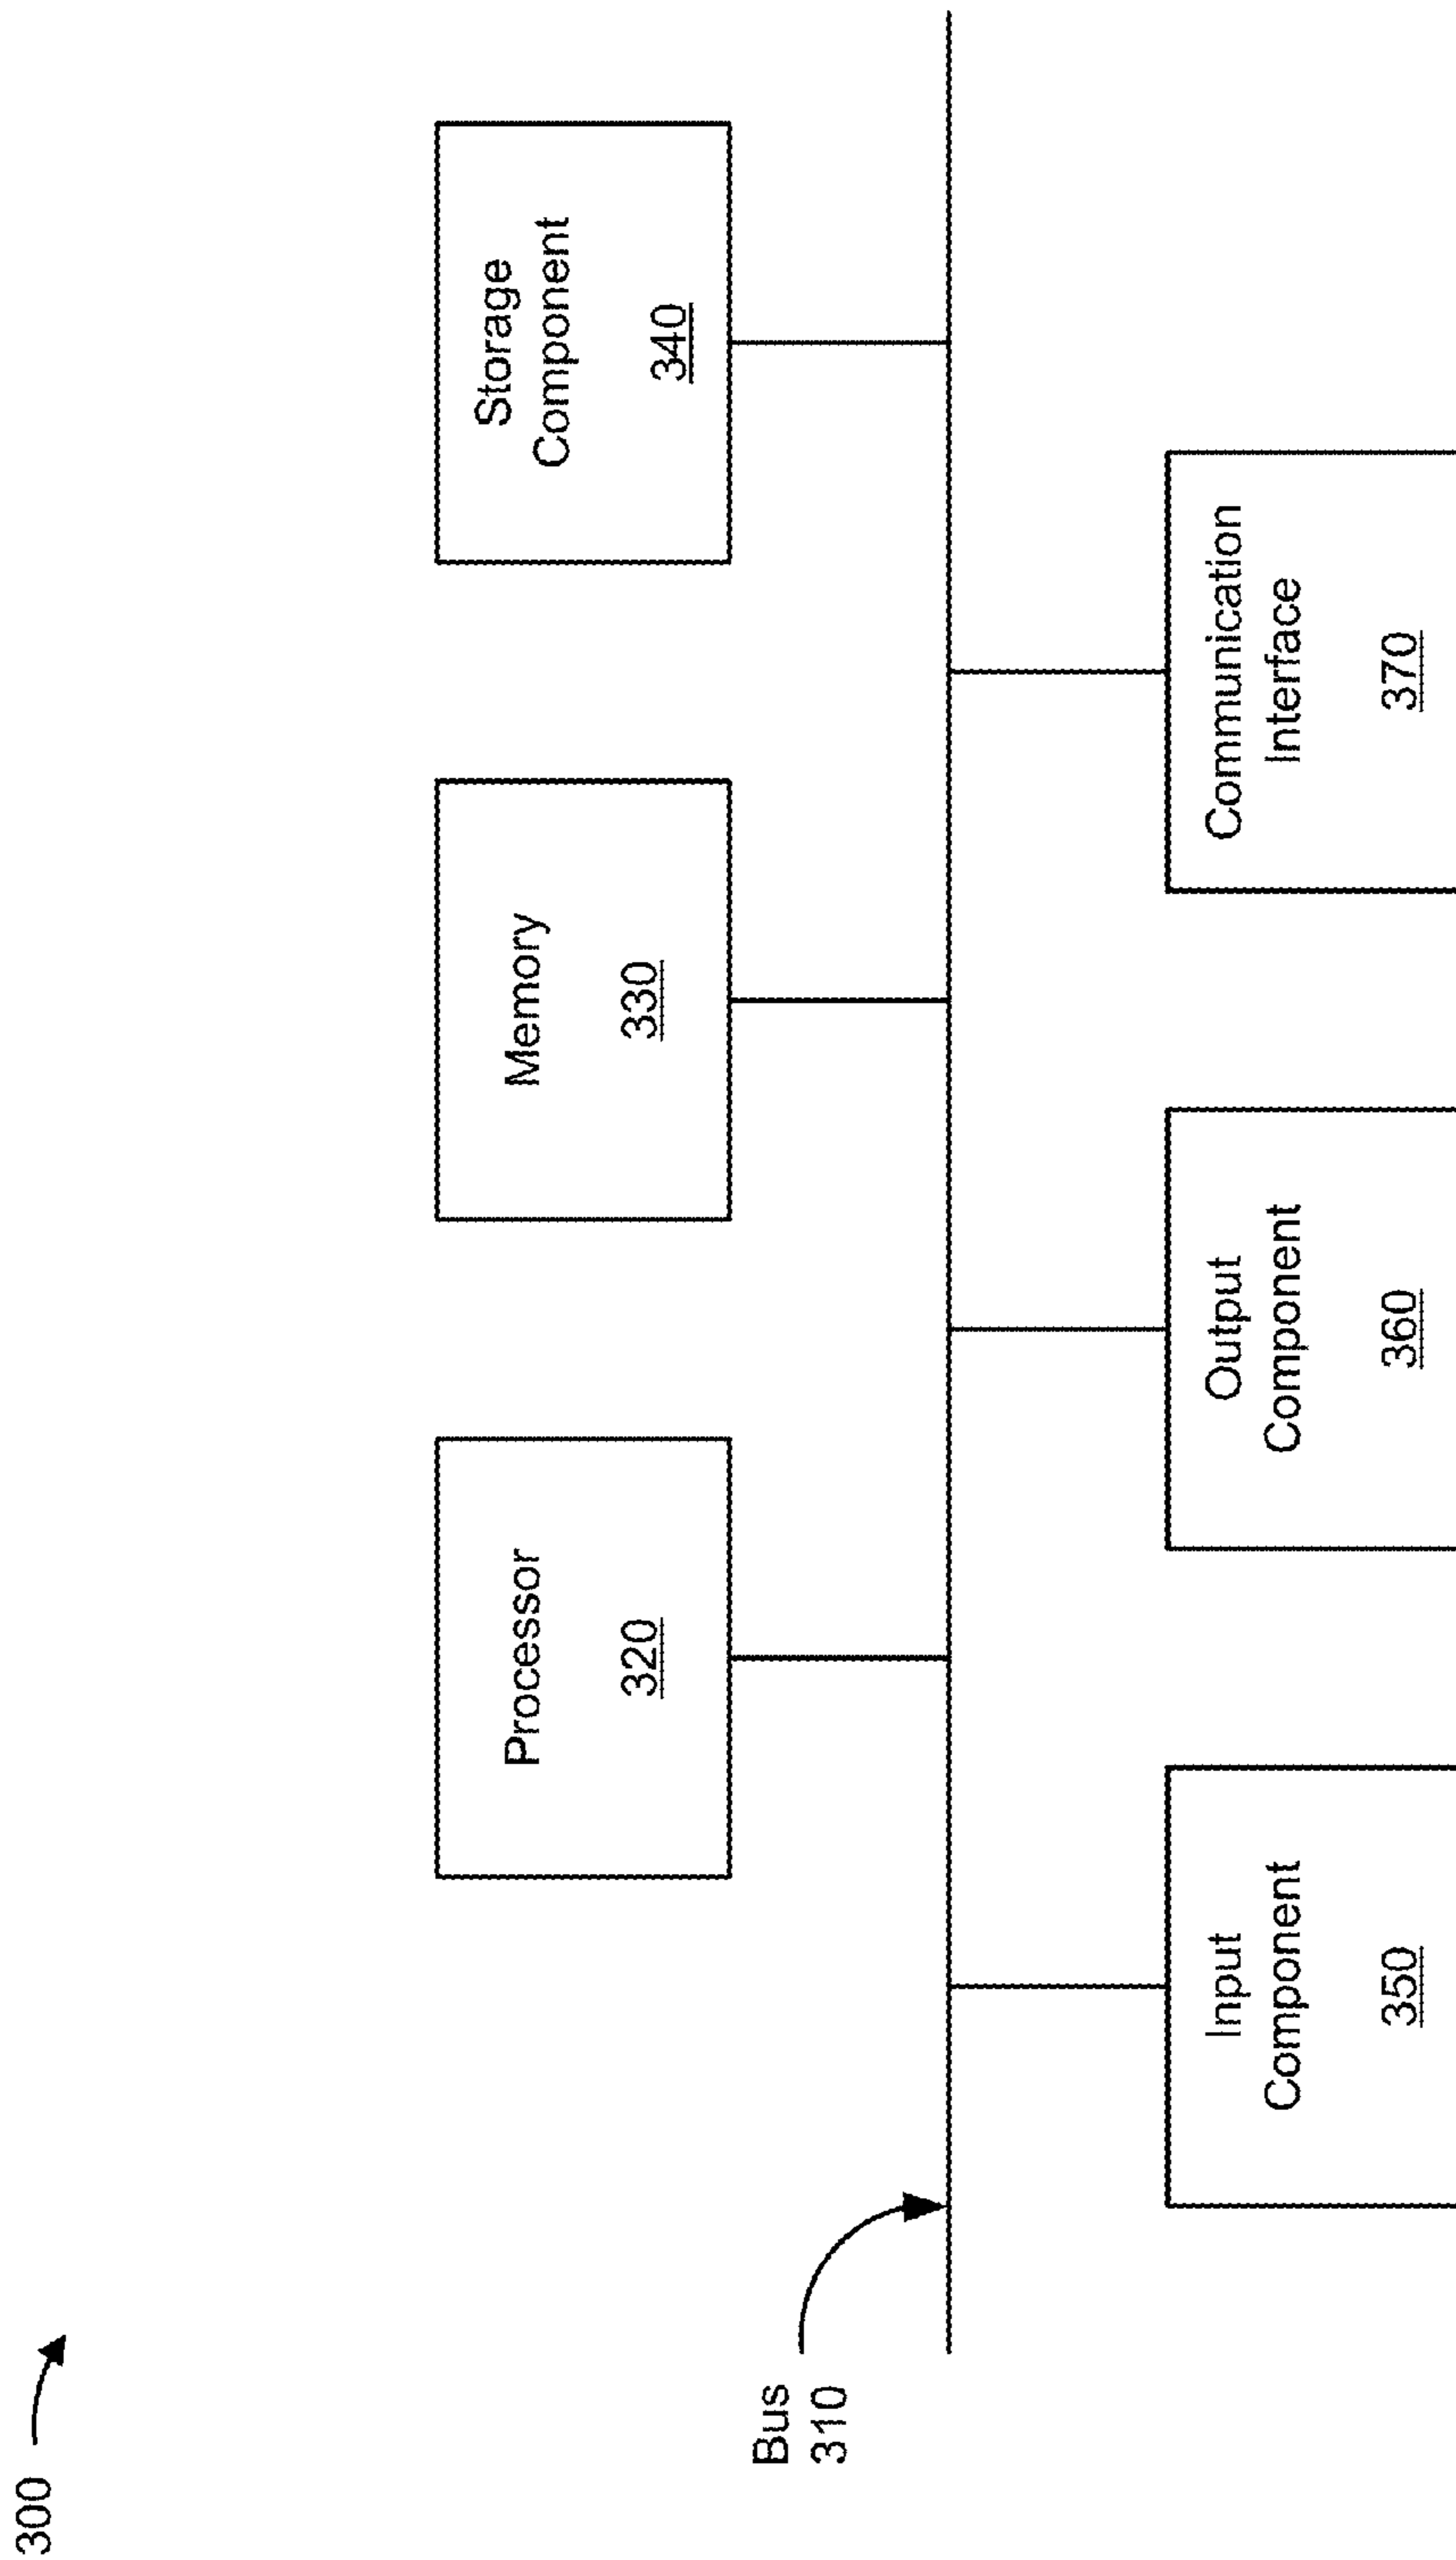 300
Processor
320
Memory
330
Storage
Component
340
Bus
310
Input
Component
350
Output
Component
360
Communication
Interface
370